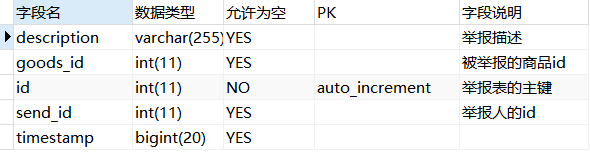 字段名 数据类型 允许为空 PK 字段说明
description varchar(255) YES 举报描述
goods_id int(11) YES 被举报的商品id
id int(11) NO auto_increment 举报表的主键
send_id int(11) YES 举报人的id
timestamp bigint(20) YES